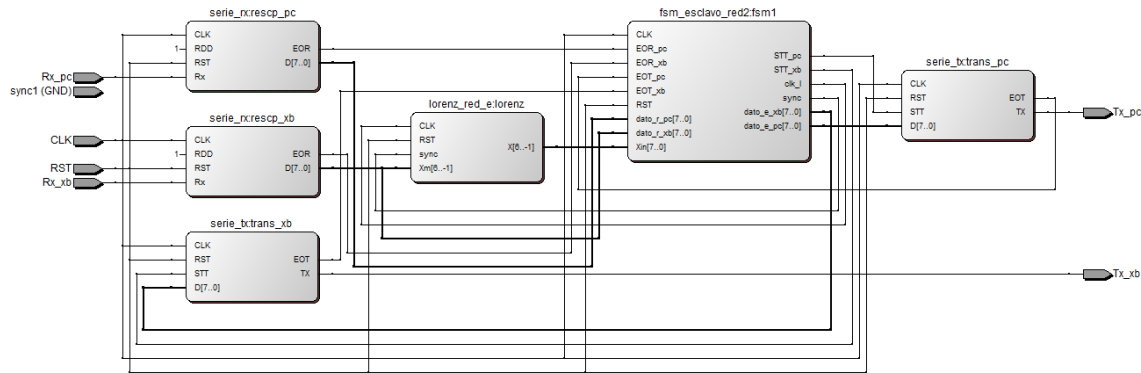 serie_rx:rescp_pc
CLK
RDD
RST
Rx
EOR
D[7..0]
1
Rx_pc
sync1 (GND)
CLK
RST
Rx_xb
serie_rx:rescp_xb
CLK
RDD
RST
Rx
EOR
D[7..0]
1
serie_tx:trans_xb
CLK
RST
STT
D[7..0]
EOT
TX
lorenz_red_e:lorenz
CLK
RST
sync
Xm[6..-1]
X[6..-1]
fsm_esclavo_red2:fsm1
CLK
EOR_pc
EOR_xb
EOT_pc
EOT_xb
RST
dato_r_pc[7..0]
dato_r_xb[7..0]
Xin[7..0]
STT_pc
STT_xb
clk_l
sync
dato_e_xb[7..0]
dato_e_pc[7..0]
serie_tx:trans_pc
CLK
RST
STT
D[7..0]
EOT
TX
Tx_pc
Tx_xb